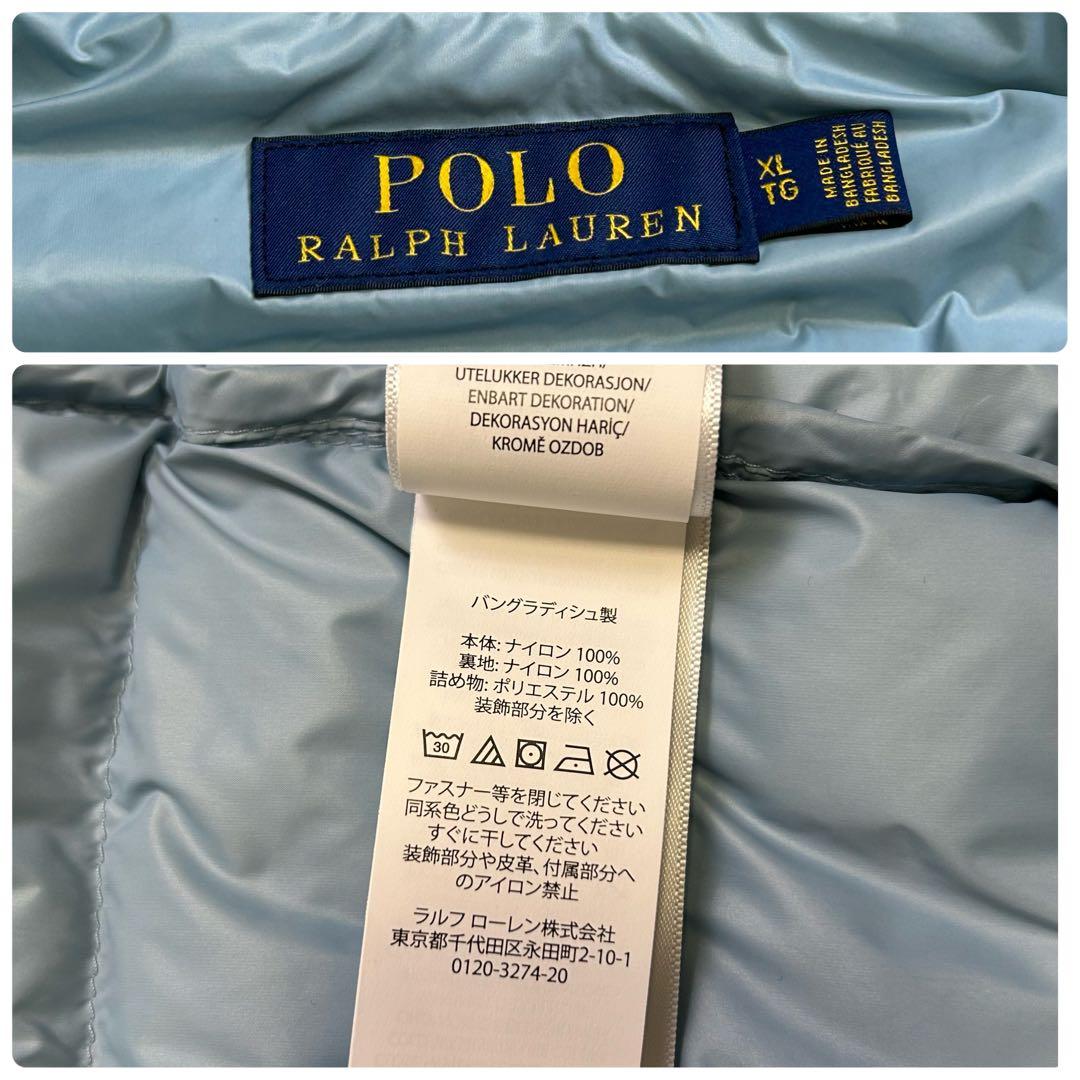 POLO
RALPH LAUREN
XL
TG
MADE IN
BANGLADESH
FABRIQUÉ AU
BANGLADESH
UTELUKKER DEKORASJON/
ENBART DEKORATION/
DEKORASYON HARİÇ/
KROMĚ OZDOB
バングラディシュ製
本体: ナイロン 100%
裏地: ナイロン 100%
詰め物: ポリエステル 100%
装飾部分を除く
30
ファスナー等を閉じてください
同系色どうしで洗ってください
すぐに干してください
装飾部分や皮革、付属部分へ
のアイロン禁止
ラルフ ローレン株式会社
東京都千代田区永田町2-10-1
0120-3274-20